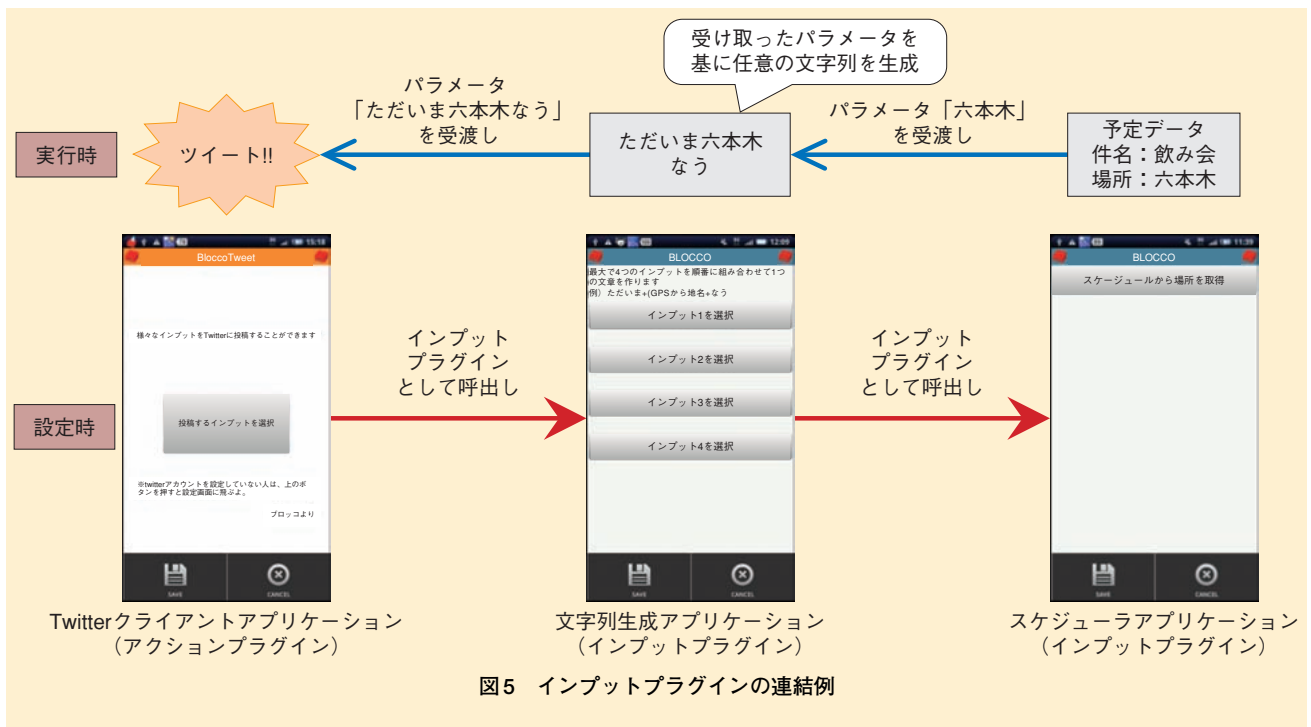 受け取ったパラメータを
基に任意の文字列を生成
パラメータ
「ただいま六本木なう」
を受渡し
パラメータ「六本木」
を受渡し
実行時
ツイート!!
ただいま六本木
なう
予定データ
件名：飲み会
場所：六本木
15:18
BloccoTweet
様々なインプットをTwitterに投稿することができます
投稿するインプットを選択
※twitterアカウントを設定していない人は、上のボ
タンを押すと設定画面に飛ぶよ。
ブロッコより
SAVE
CANCEL
12:09
BLOCCO
最大で4つのインプットを順番に組み合わせて1つ
の文章を作ります
例）ただいま+(GPSから地名+なう
インプット1を選択
インプット2を選択
インプット3を選択
インプット4を選択
SAVE
CANCEL
11:39
BLOCCO
スケージュールから場所を取得
SAVE
CANCEL
設定時
インプット
プラグイン
として呼出し
インプット
プラグイン
として呼出し
Twitterクライアントアプリケーション
（アクションプラグイン）
文字列生成アプリケーション
（インプットプラグイン）
スケジューラアプリケーション
（インプットプラグイン）
図5　インプットプラグインの連結例